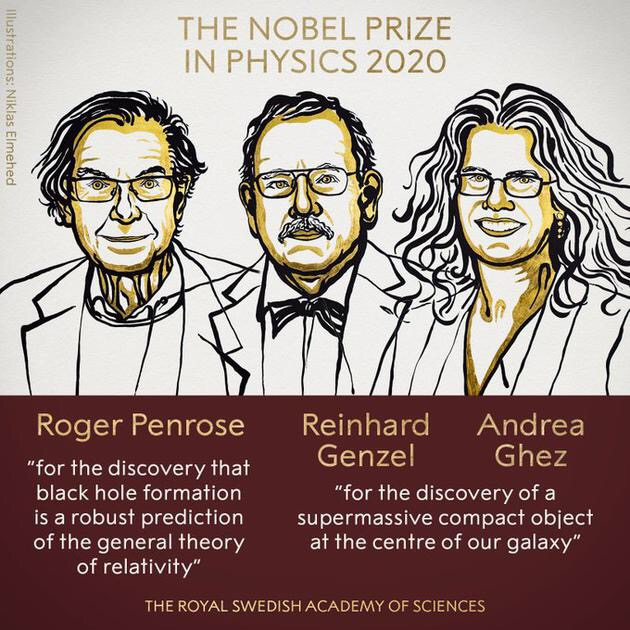 Illustrations: Niklas Elmehed
THE NOBEL PRIZE
IN PHYSICS 2020
Roger Penrose
"for the discovery that
black hole formation
is a robust prediction
of the general theory
of relativity"
Reinhard
Genzel
Andrea
Ghez
"for the discovery of a
supermassive compact object
at the centre of our galaxy"
THE ROYAL SWEDISH ACADEMY OF SCIENCES